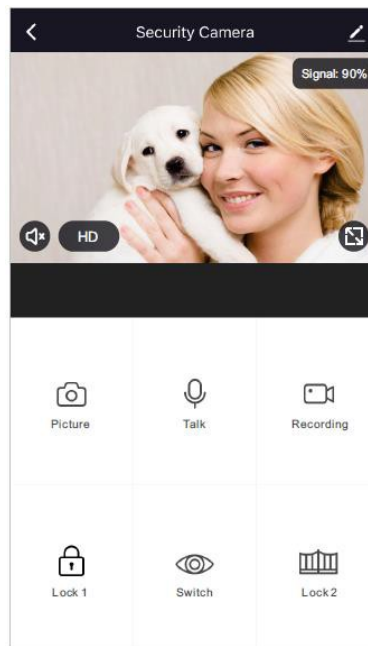 Security Camera
Signal: 90%
HD
Picture Talk Recording
Lock 1 Switch Lock2